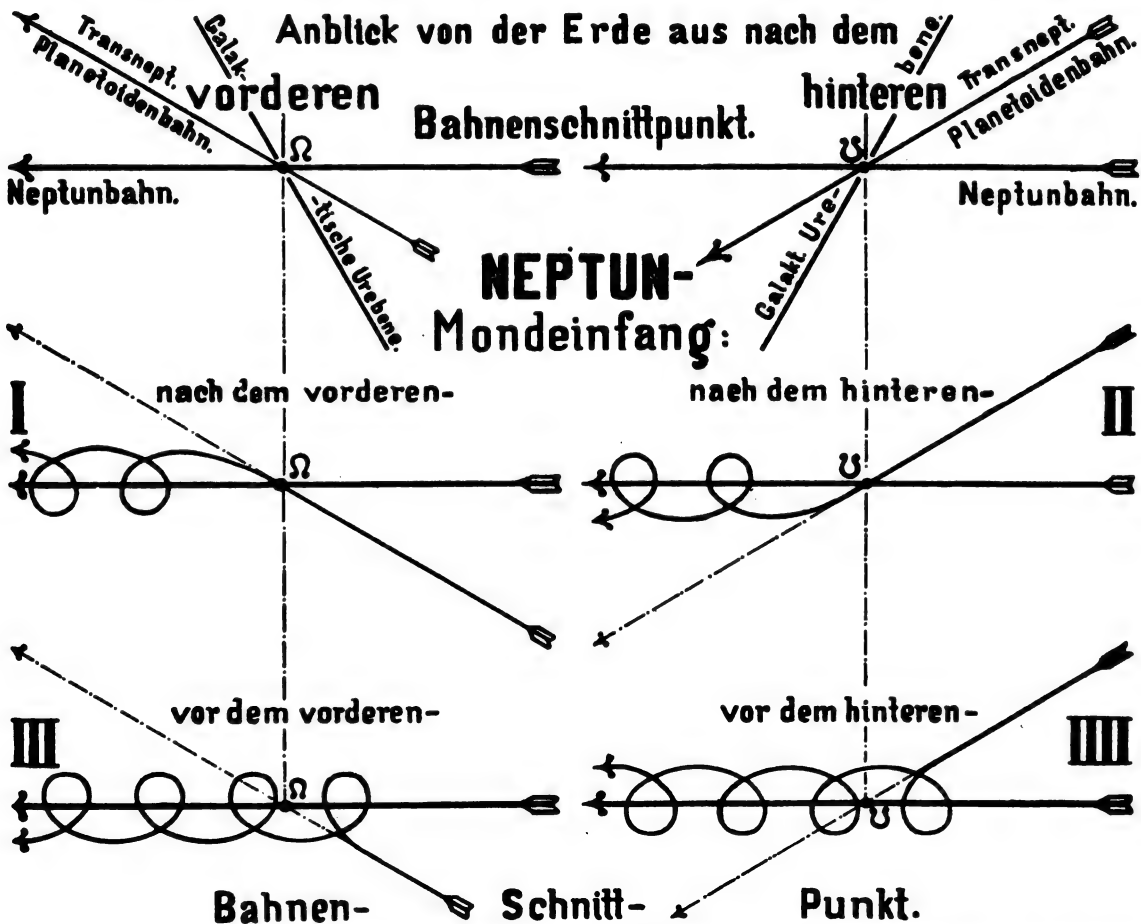 Anblick von der Erde aus nach dem
vorderen
hinteren
Bahnenschnittpunkt.
Transnept.
Planetoidenbahn.
Galak-
-tische Urebene.
Ω
Neptunbahn.
Transnept.
Planetoidenbahn.
Galakt. Ure-
bene.
℧
Neptunbahn.
NEPTUN-
Mondeinfang:
I
nach dem vorderen-
Ω
nach dem hinteren-
II
℧
III
vor dem vorderen-
Ω
vor dem hinteren-
IIII
℧
Bahnen- Schnitt- Punkt.